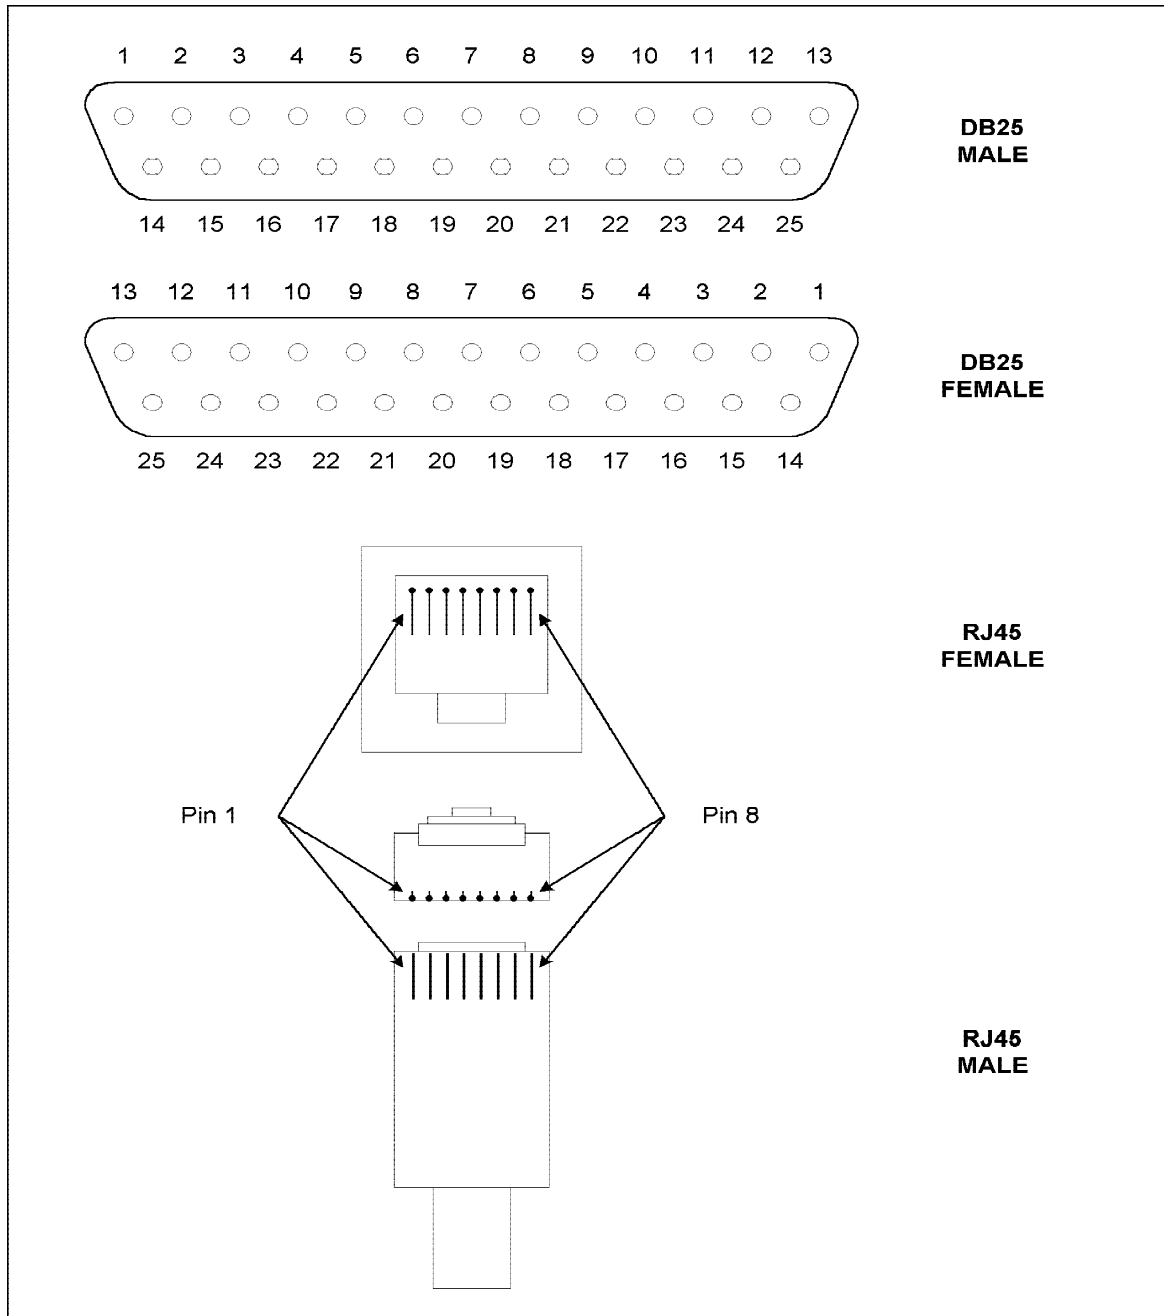 1 2 3 4 5 6 7 8 9 10 11 12 13
DB25
MALE
14 15 16 17 18 19 20 21 22 23 24 25
13 12 11 10 9 8 7 6 5 4 3 2 1
DB25
FEMALE
25 24 23 22 21 20 19 18 17 16 15 14
RJ45
FEMALE
Pin 1 Pin 8
RJ45
MALE